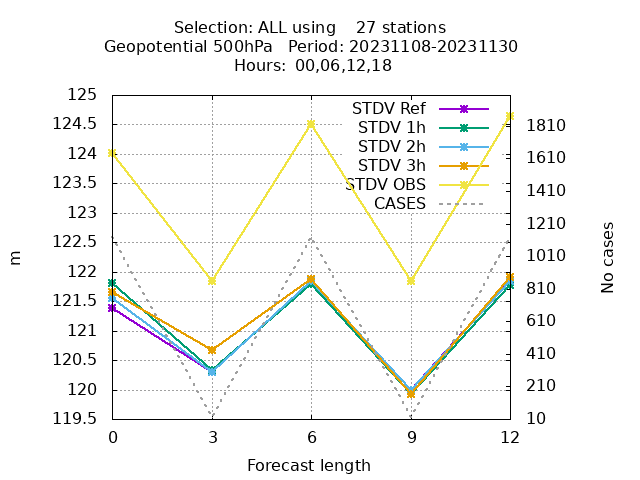 Selection: ALL using    27 stations
Geopotential 500hPa   Period: 20231108-20231130
Hours:  00,06,12,18
STDV Ref
STDV 1h
STDV 2h
STDV 3h
STDV OBS
CASES
125
124.5
124
123.5
123
122.5
122
121.5
121
120.5
120
119.5
m
1810
1610
1410
1210
1010
810
610
410
210
10
No cases
0 3 6 9 12
Forecast length